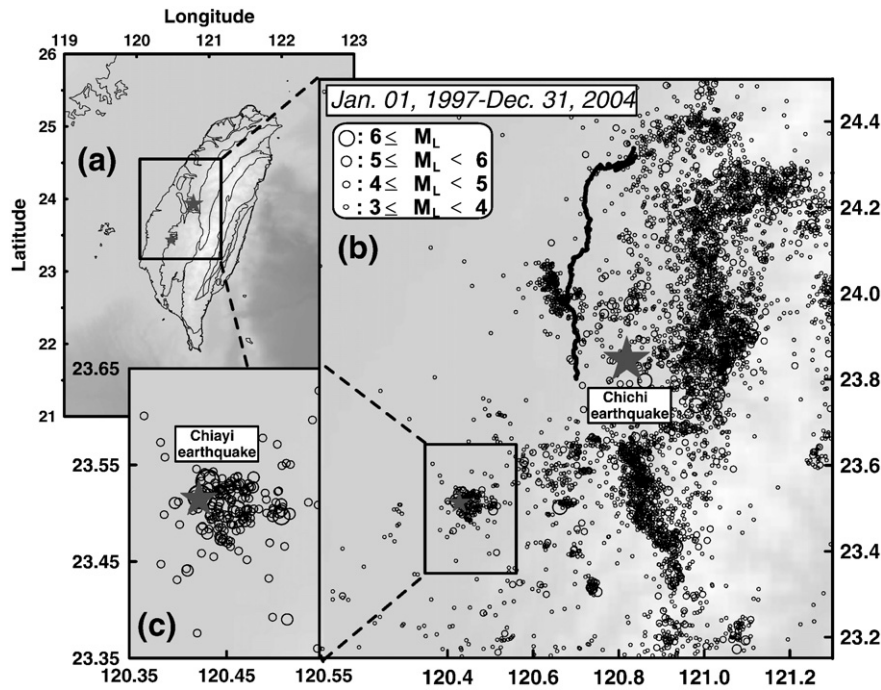 Longitude
119 120 121 122 123
26
25
24
23
22
21
Latitude
(a)
Jan. 01, 1997-Dec. 31, 2004
: 6≤ ML
: 5≤ ML < 6
: 4≤ ML < 5
: 3≤ ML < 4
(b)
24.4
24.2
24.0
23.8
23.6
23.4
23.2
Chichi
earthquake
120.4 120.6 120.8 121.0 121.2
23.65
23.55
23.45
23.35
Chiayi
earthquake
(c)
120.35 120.45 120.55